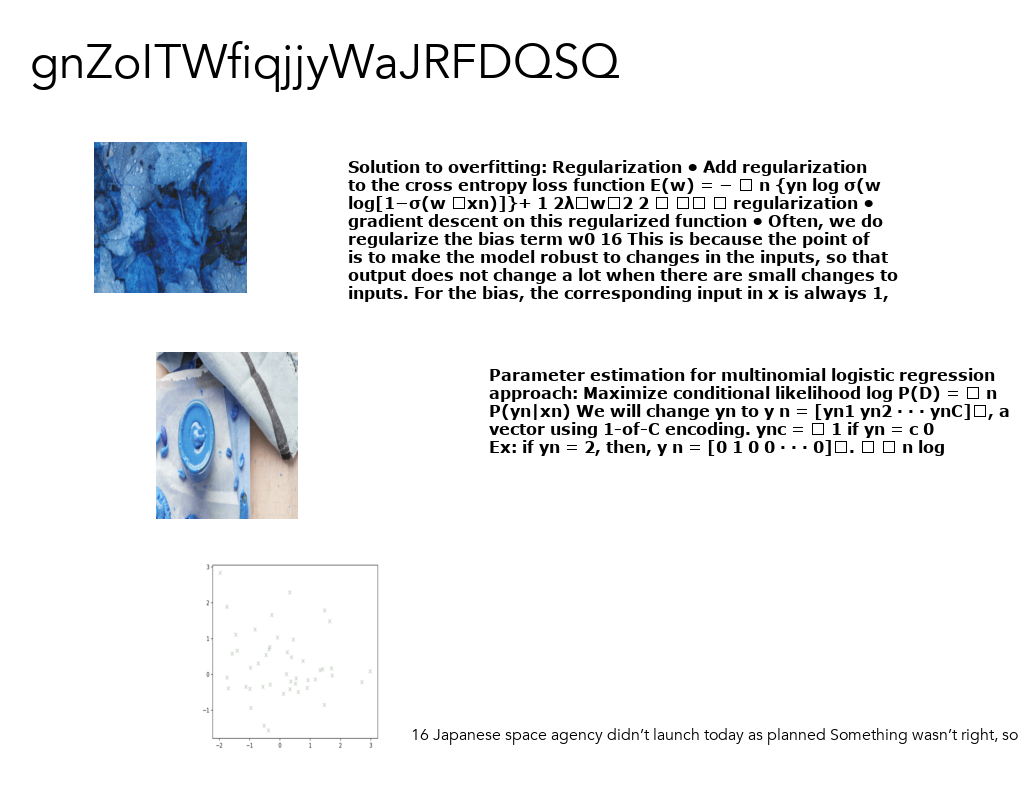 gnZoITWfiqjjyWaJRFDQSQ
Solution to overfitting: Regularization • Add regularization
to the cross entropy loss function E(w) = − □ n {yn log σ(w
log[1−σ(w □xn)]}+ 1 2λ□w□2 2 □ □□ □ regularization •
gradient descent on this regularized function • Often, we do
regularize the bias term w0 16 This is because the point of
is to make the model robust to changes in the inputs, so that
output does not change a lot when there are small changes to
inputs. For the bias, the corresponding input in x is always 1,
Parameter estimation for multinomial logistic regression
approach: Maximize conditional likelihood log P(D) = □ n
P(yn|xn) We will change yn to y n = [yn1 yn2 · · · ynC]□, a
vector using 1-of-C encoding. ync = □ 1 if yn = c 0
Ex: if yn = 2, then, y n = [0 1 0 0 · · · 0]□. □ □ n log
3
2
1
0
−1
−2 −1 0 1 2 3
16 Japanese space agency didn’t launch today as planned Something wasn’t right, so